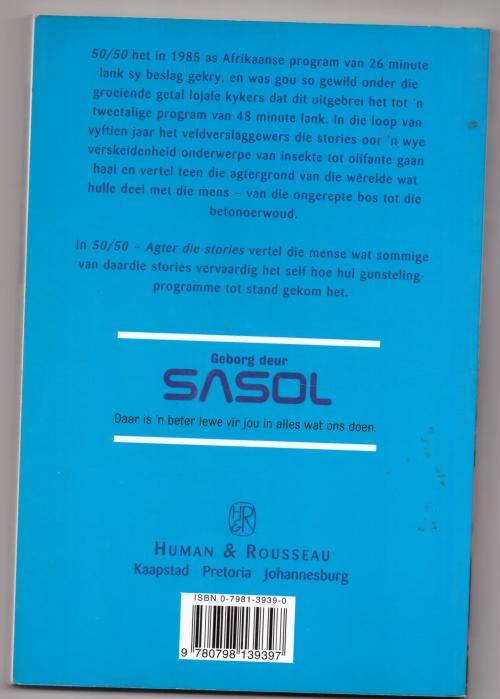 50/50 het in 1985 as Afrikaanse program van 26 minute
lank sy beslag gekry, en was gou so gewild onder die
groeiende getal lojale kykers dat dit uitgebrei het tot 'n
tweetalige program van 48 minute lank. In die loop van
vyftien jaar het veldverslaggewers die stories oor 'n wye
verskeidenheid onderwerpe van insekte tot olifante gaan
haal en vertel teen die agtergrond van die wêrelde wat
hulle deel met die mens – van die ongerepte bos tot die
betonoerwoud.
In 50/50 – Agter die stories vertel die mense wat sommige
van daardie stories vervaardig het self hoe hul gunsteling-
programme tot stand gekom het.
Geborg deur
SASOL
Daar is 'n beter lewe vir jou in alles wat ons doen.
HR
&
HUMAN & ROUSSEAU
Kaapstad Pretoria Johannesburg
ISBN 0-7981-3939-0
9 780798 139397